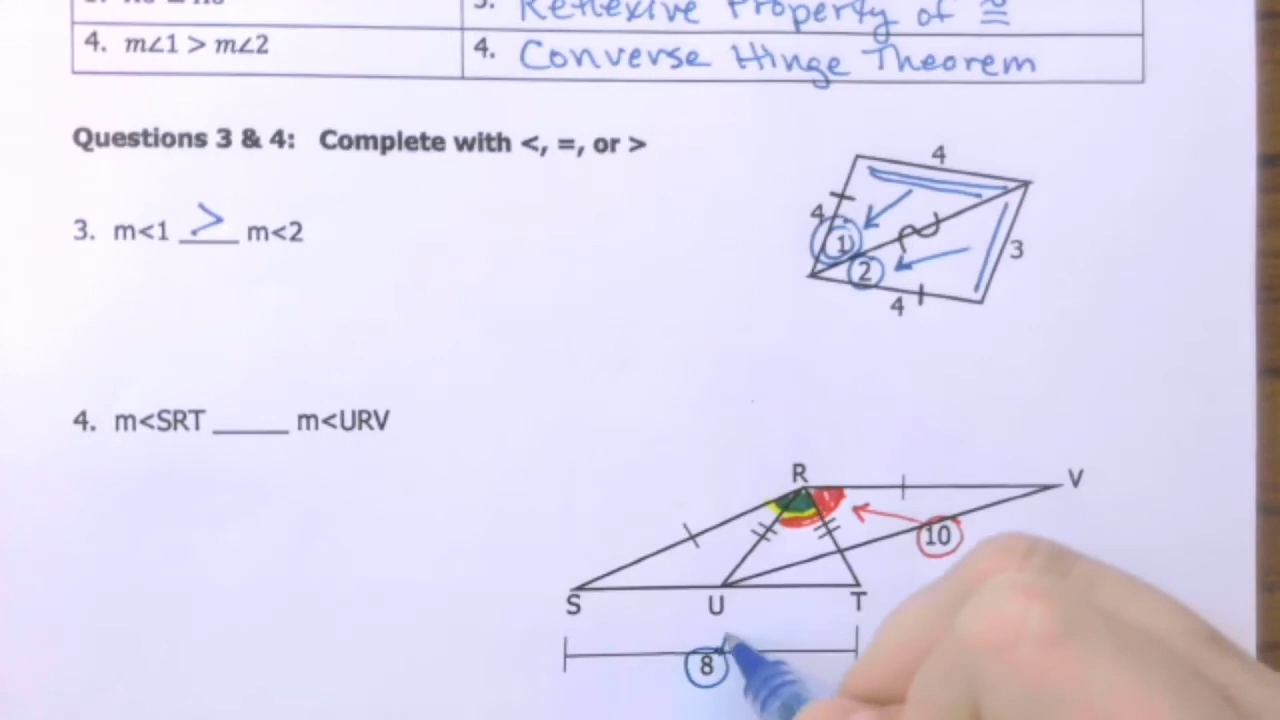 3. Reflexive Property of ≅
4. m∠1 > m∠2
4. Converse Hinge Theorem
Questions 3 & 4: Complete with <, =, or >
4
3. m<1 > m<2
4
1
2
3
4
4. m<SRT _____ m<URV
R
V
10
S
U
T
8